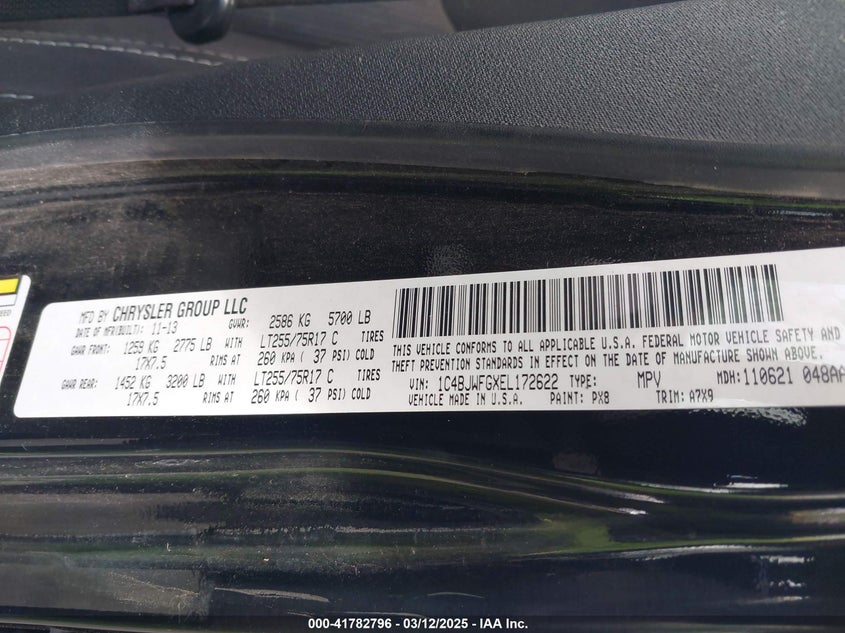 MFD BY CHRYSLER GROUP LLC
DATE OF MFR(BUILT): 11-13 GVWR: 2586 KG 5700 LB
GAWR FRONT: 1259 KG 2775 LB WITH LT255/75R17 C TIRES
17X7.5 RIMS AT 260 KPA ( 37 PSI) COLD
GAWR REAR: 1452 KG 3200 LB WITH LT255/75R17 C TIRES
17X7.5 RIMS AT 260 KPA ( 37 PSI) COLD
THIS VEHICLE CONFORMS TO ALL APPLICABLE U.S.A. FEDERAL MOTOR VEHICLE SAFETY AND
THEFT PREVENTION STANDARDS IN EFFECT ON THE DATE OF MANUFACTURE SHOWN ABOVE.
VIN: 1C4BJWFGXEL172622 TYPE: MPV MDH:110621 048AA
VEHICLE MADE IN U.S.A. PAINT: PX8 TRIM: A7X9
000-41782796 - 03/12/2025 - IAA Inc.